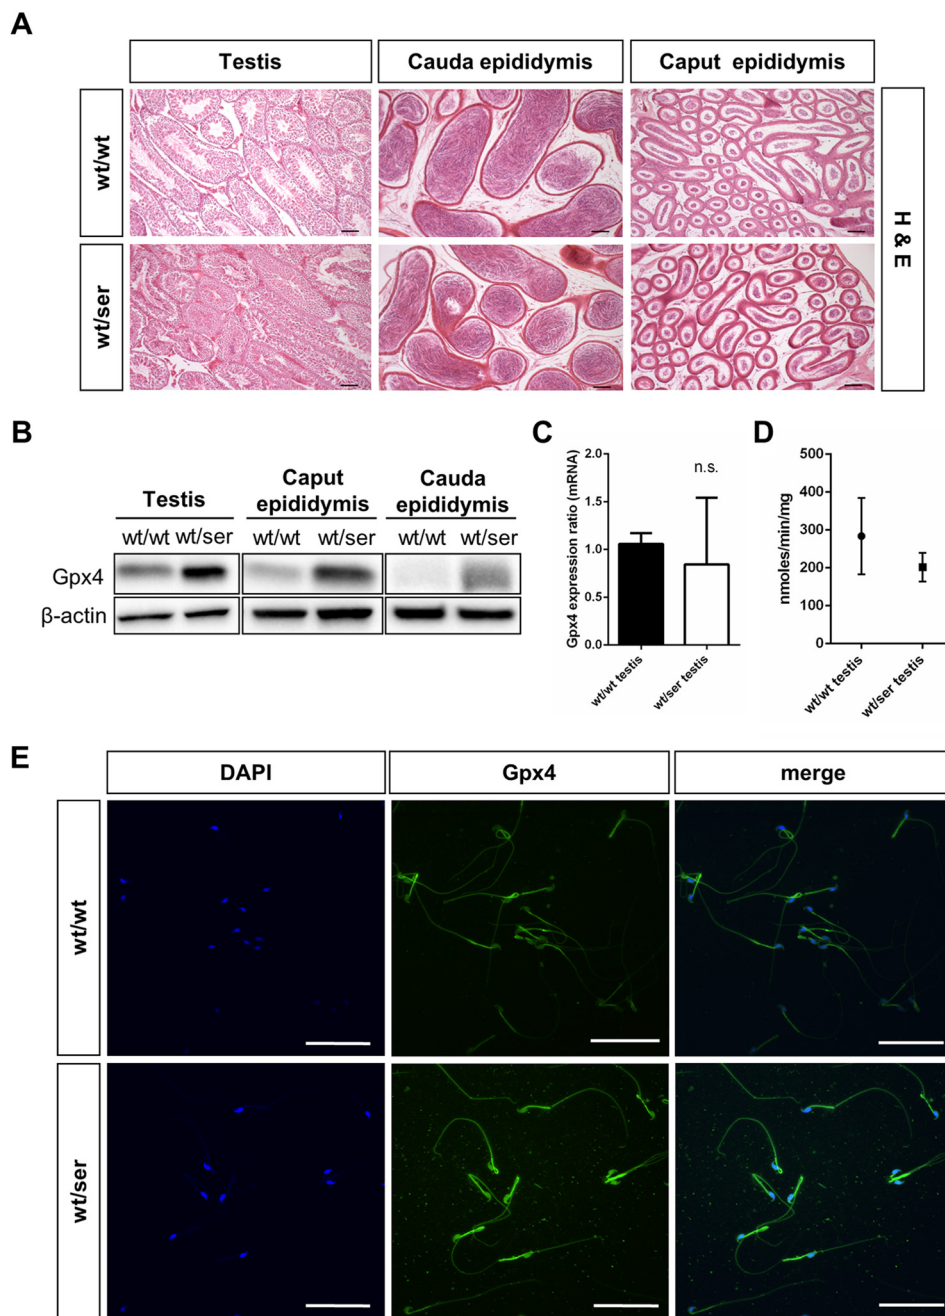 A
Testis
Cauda epididymis
Caput epididymis
wt/wt
wt/ser
H & E
B
Testis
Caput
epididymis
Cauda
epididymis
wt/wt wt/ser
wt/wt wt/ser
wt/wt wt/ser
Gpx4
β-actin
C
Gpx4 expression ratio (mRNA)
2.0
1.5
1.0
0.5
0.0
n.s.
wt/wt testis
wt/ser testis
D
nmoles/min/mg
500
400
300
200
100
0
wt/wt testis
wt/ser testis
E
DAPI
Gpx4
merge
wt/wt
wt/ser